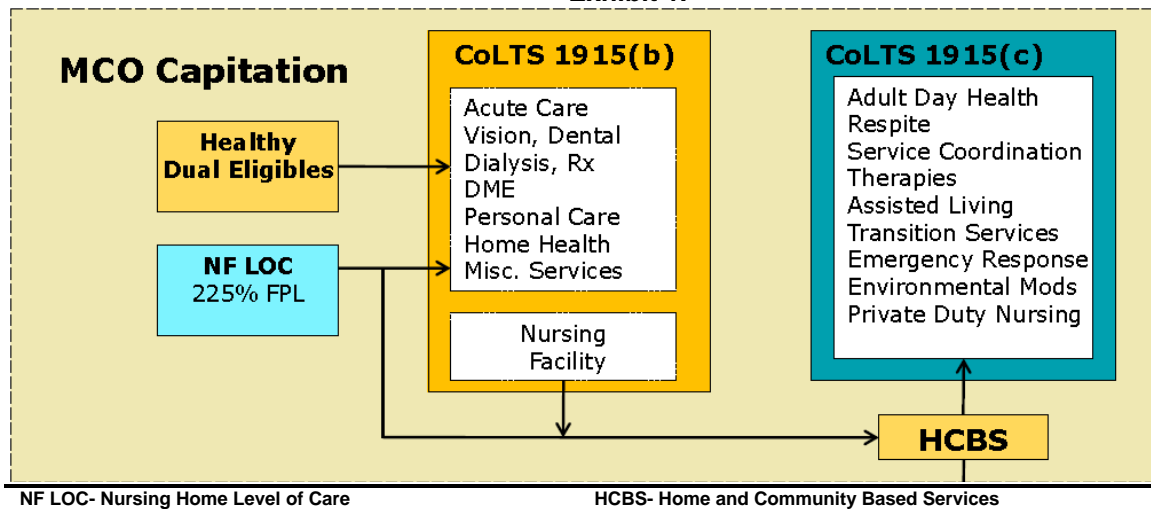 MCO Capitation
Healthy
Dual Eligibles
NF LOC
225% FPL
CoLTS 1915(b)
Acute Care
Vision, Dental
Dialysis, Rx
DME
Personal Care
Home Health
Misc. Services
Nursing
Facility
CoLTS 1915(c)
Adult Day Health
Respite
Service Coordination
Therapies
Assisted Living
Transition Services
Emergency Response
Environmental Mods
Private Duty Nursing
HCBS
NF LOC- Nursing Home Level of Care
HCBS- Home and Community Based Services